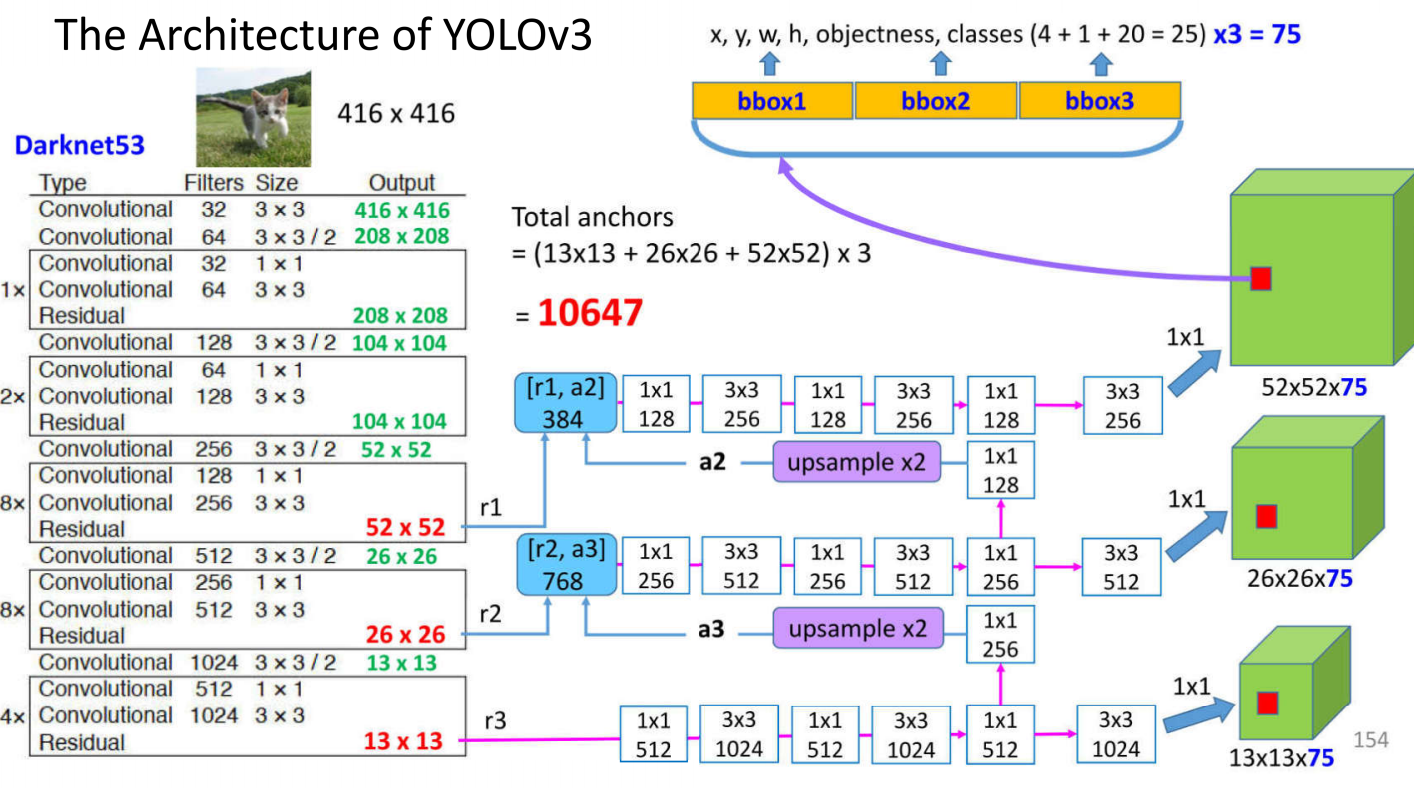 The Architecture of YOLOv3
x, y, w, h, objectness, classes (4 + 1 + 20 = 25) x3 = 75
bbox1 bbox2 bbox3
416 x 416
Darknet53
Type Filters Size Output
Convolutional 32 3 × 3 416 x 416
Convolutional 64 3 × 3 / 2 208 x 208
Convolutional 32 1 × 1
1× Convolutional 64 3 × 3
Residual 208 x 208
Convolutional 128 3 × 3 / 2 104 x 104
Convolutional 64 1 × 1
2× Convolutional 128 3 × 3
Residual 104 x 104
Convolutional 256 3 × 3 / 2 52 x 52
Convolutional 128 1 × 1
8× Convolutional 256 3 × 3
Residual 52 x 52
Convolutional 512 3 × 3 / 2 26 x 26
Convolutional 256 1 × 1
8× Convolutional 512 3 × 3
Residual 26 x 26
Convolutional 1024 3 × 3 / 2 13 x 13
Convolutional 512 1 × 1
4× Convolutional 1024 3 × 3
Residual 13 x 13
Total anchors
= (13x13 + 26x26 + 52x52) x 3
= 10647
[r1, a2] 1x1 3x3 1x1 3x3 1x1 3x3
384 128 256 128 256 128 256
1x1
52x52x75
a2 upsample x2 1x1
128
r1
[r2, a3] 1x1 3x3 1x1 3x3 1x1 3x3
768 256 512 256 512 256 512
1x1
26x26x75
r2
a3 upsample x2 1x1
256
r3
1x1 3x3 1x1 3x3 1x1 3x3
512 1024 512 1024 512 1024
1x1
13x13x75
154